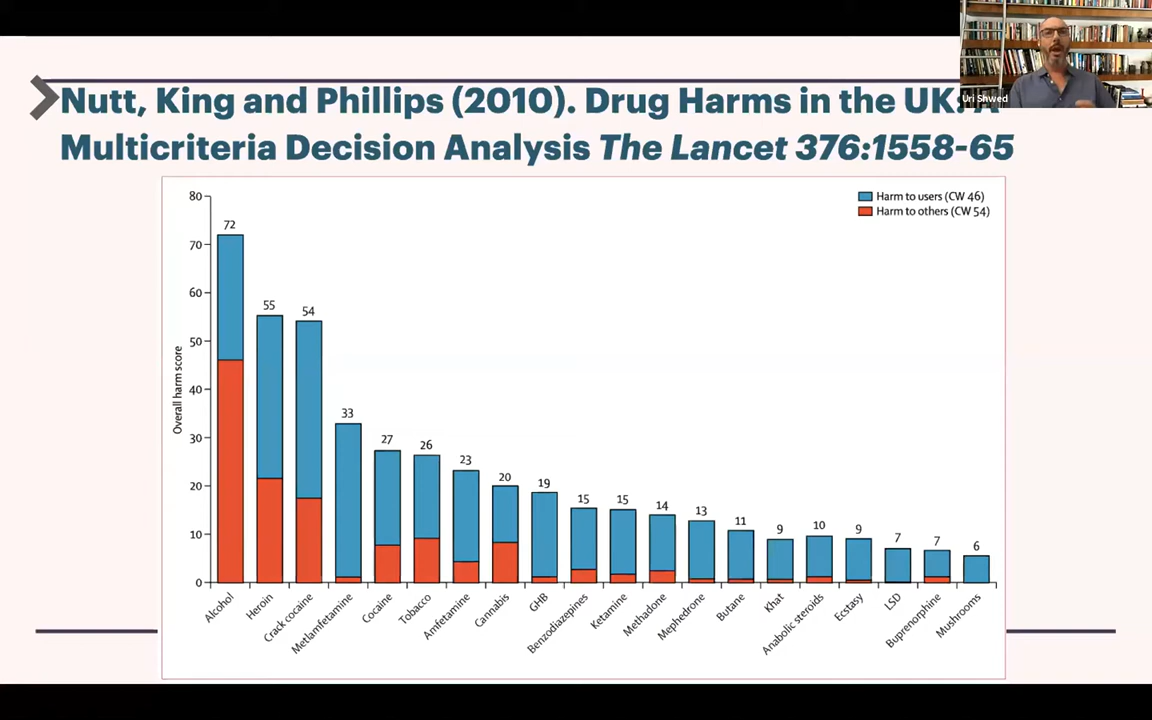 Nutt, King and Phillips (2010). Drug Harms in the UK: A
Multicriteria Decision Analysis The Lancet 376:1558-65
Uri Shwed
Harm to users (CW 46)
Harm to others (CW 54)
Overall harm score
80
70
60
50
40
30
20
10
0
72
55
54
33
27
26
23
20
19
15
15
14
13
11
9
10
9
7
7
6
Alcohol
Heroin
Crack cocaine
Metlamfetamine
Cocaine
Tobacco
Amfetamine
Cannabis
GHB
Benzodiazepines
Ketamine
Methadone
Mephedrone
Butane
Khat
Anabolic steroids
Ecstasy
LSD
Buprenorphine
Mushrooms